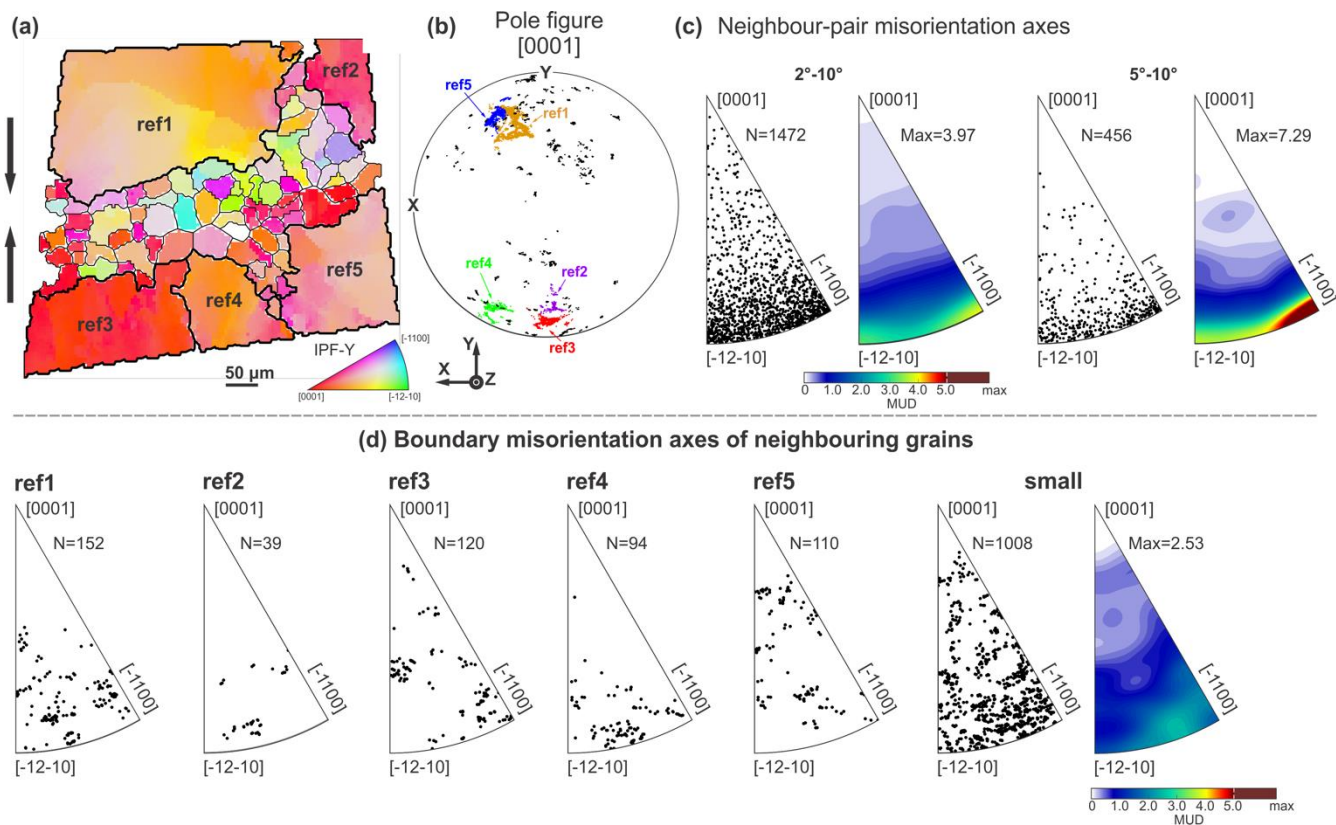 (a)
ref1
ref2
ref3
ref4
ref5
IPF-Y
[-1100]
[0001]
[-12-10]
50 µm
(b) Pole figure
[0001]
Y
X
ref5
ref1
ref4
ref2
ref3
Y
X
Z
(c) Neighbour-pair misorientation axes
2°-10°
5°-10°
[0001]
N=1472
[-1100]
[-12-10]
[0001]
Max=3.97
[-1100]
[-12-10]
[0001]
N=456
[-1100]
[-12-10]
[0001]
Max=7.29
[-1100]
[-12-10]
0 1.0 2.0 3.0 4.0 5.0 max
MUD
(d) Boundary misorientation axes of neighbouring grains
ref1
[0001]
N=152
[-1100]
[-12-10]
ref2
[0001]
N=39
[-1100]
[-12-10]
ref3
[0001]
N=120
[-1100]
[-12-10]
ref4
[0001]
N=94
[-1100]
[-12-10]
ref5
[0001]
N=110
[-1100]
[-12-10]
small
[0001]
N=1008
[-1100]
[-12-10]
[0001]
Max=2.53
[-1100]
[-12-10]
0 1.0 2.0 3.0 4.0 5.0 max
MUD